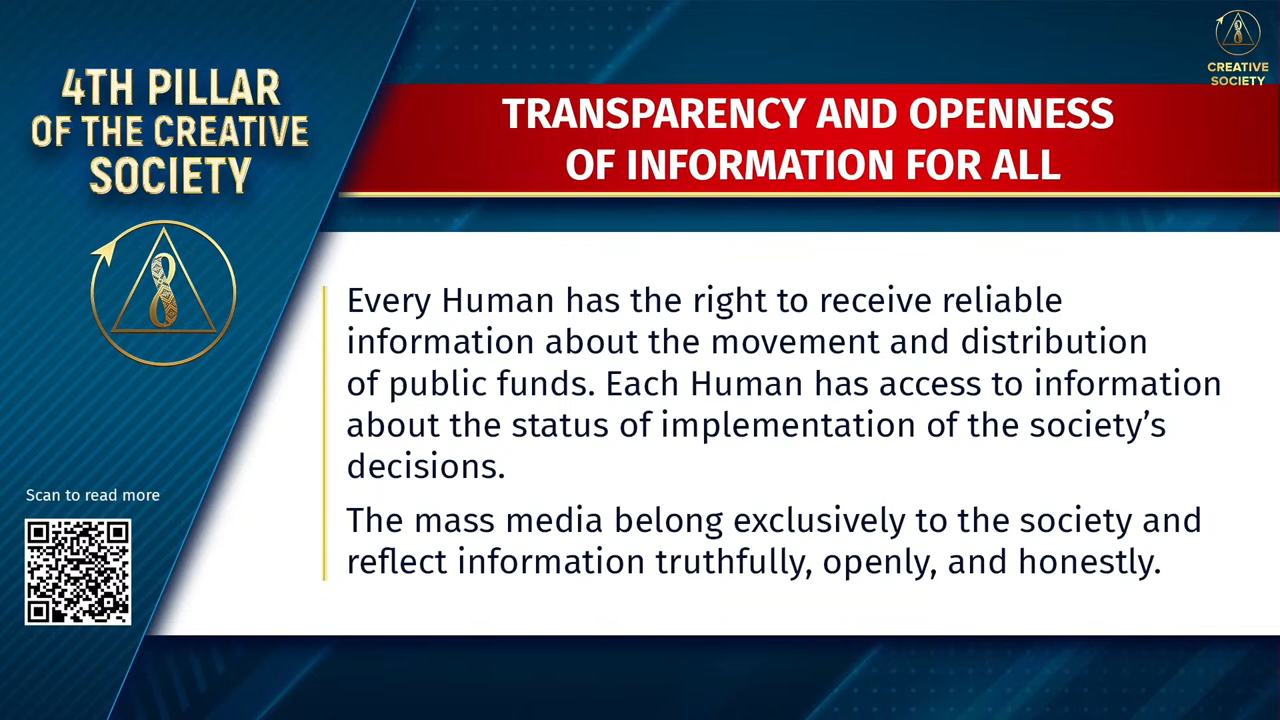 4TH PILLAR
OF THE CREATIVE
SOCIETY
CREATIVE
SOCIETY
TRANSPARENCY AND OPENNESS
OF INFORMATION FOR ALL
Every Human has the right to receive reliable
information about the movement and distribution
of public funds. Each Human has access to information
about the status of implementation of the society’s
decisions.
The mass media belong exclusively to the society and
reflect information truthfully, openly, and honestly.
Scan to read more